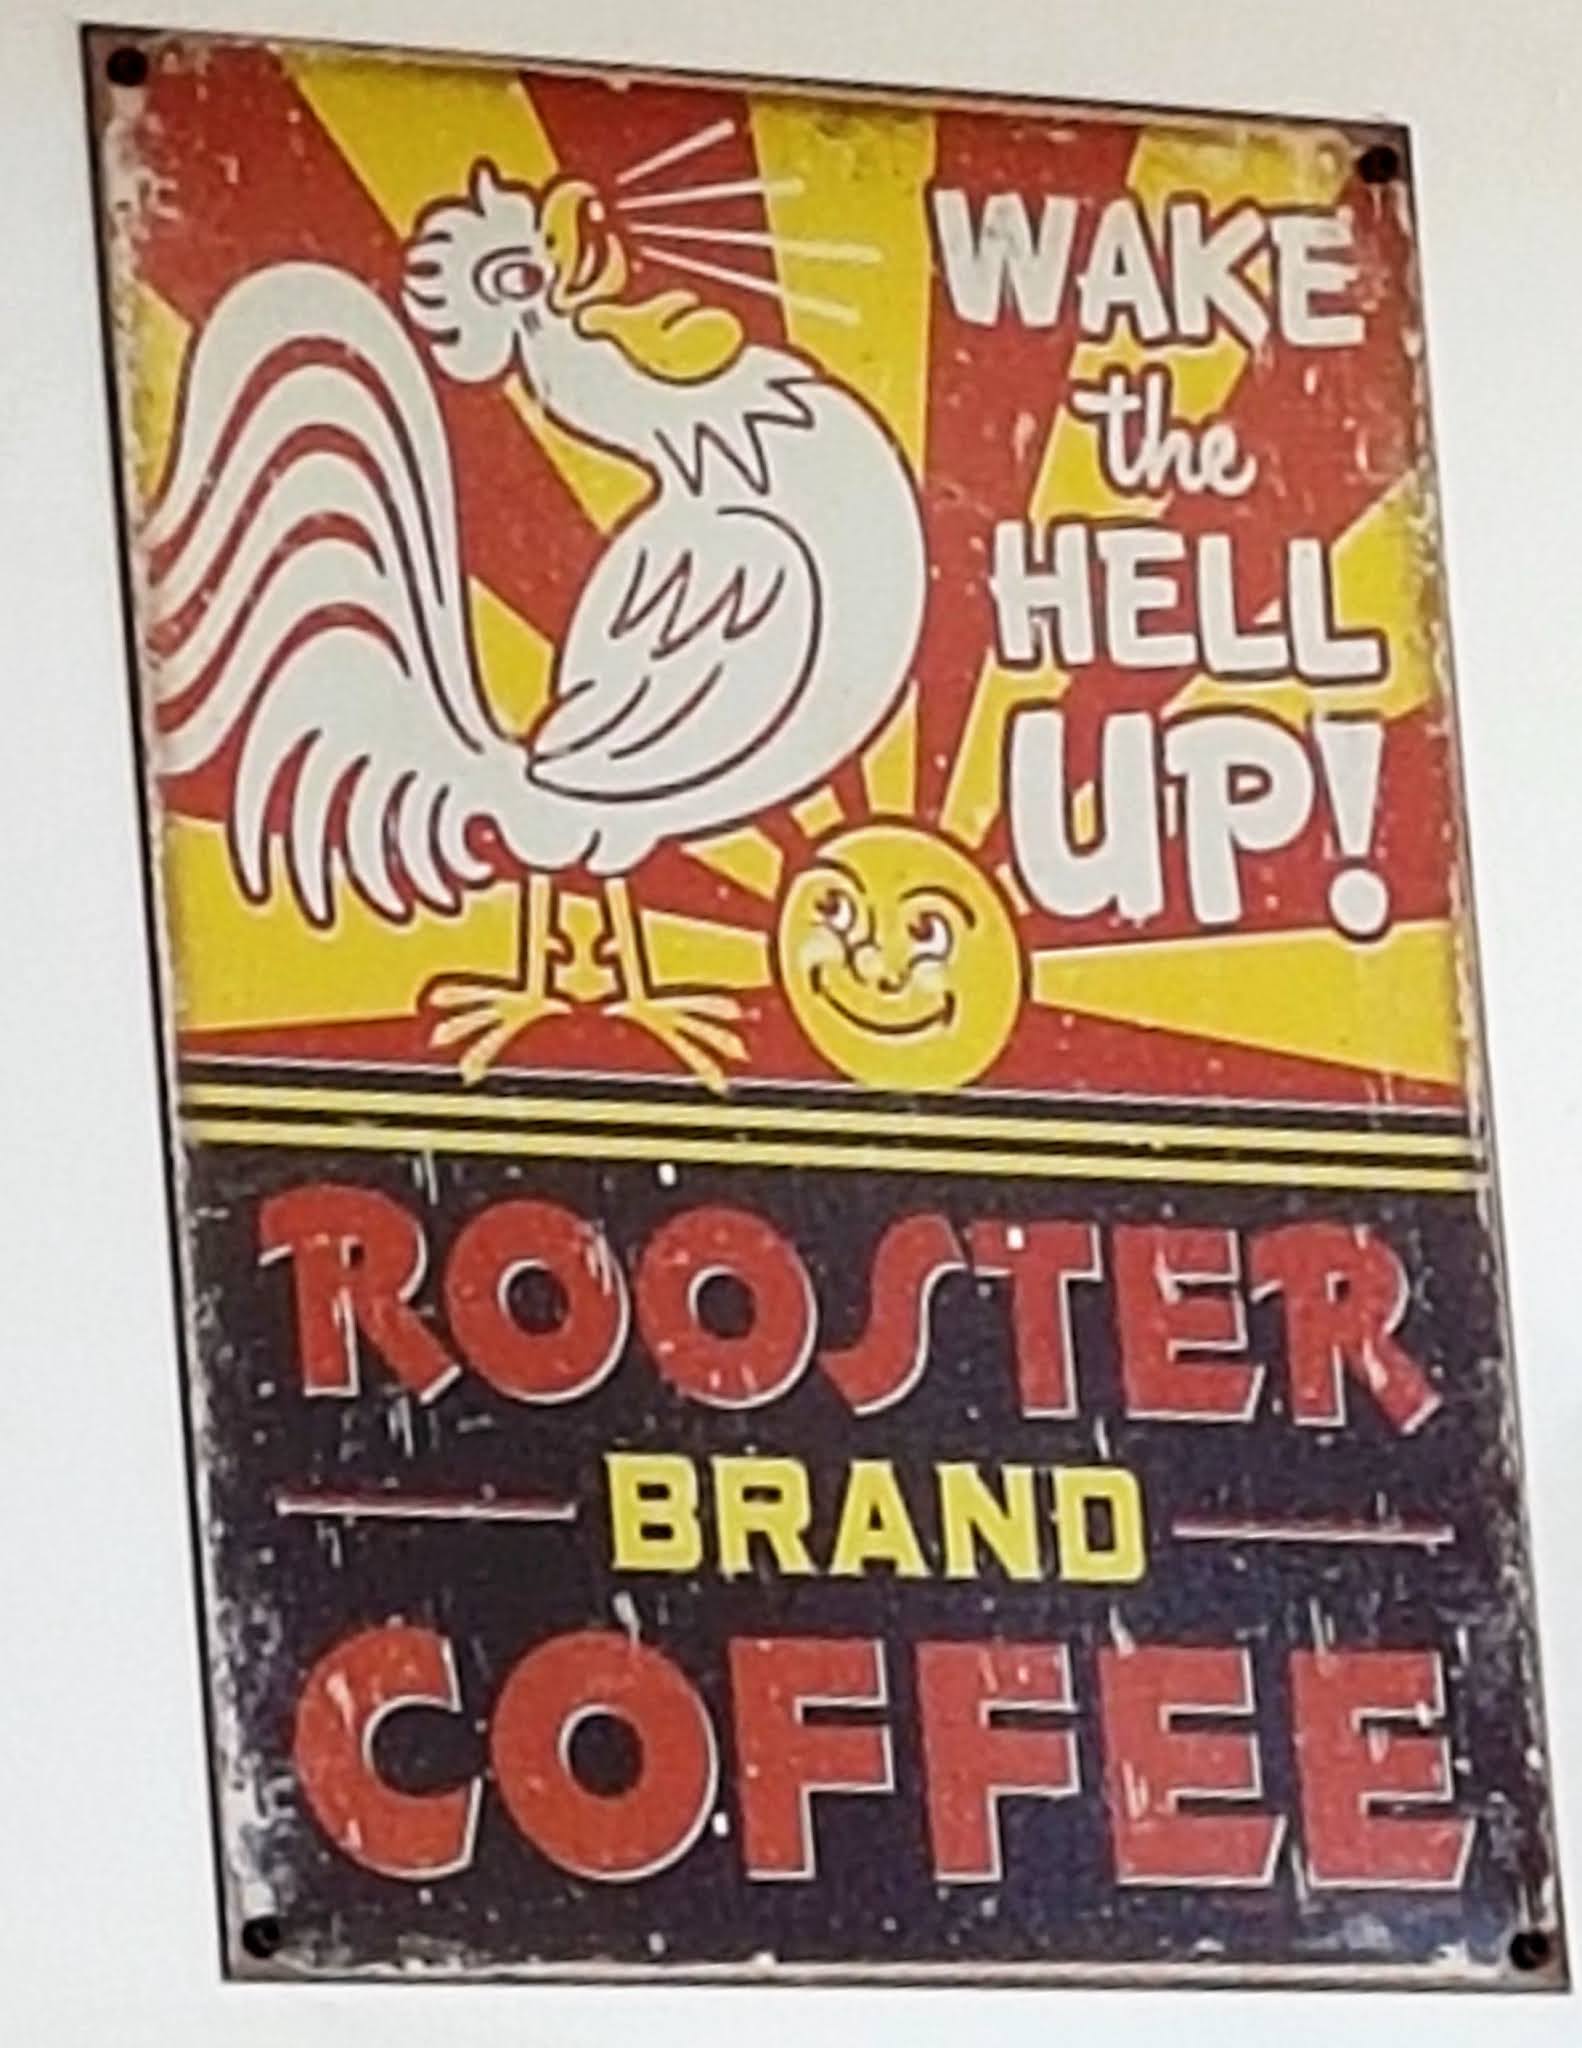 WAKE
the
HELL
UP!
ROOSTER
BRAND
COFFEE